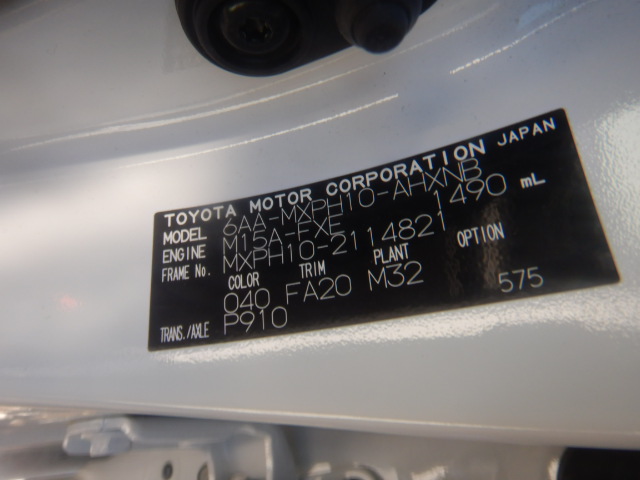 TOYOTA MOTOR CORPORATION JAPAN
MODEL 6AA-MXPH10-AHXNB
ENGINE M15A-FXE 1490 mL
FRAME No. MXPH10-2114821
COLOR TRIM PLANT OPTION
040 FA20 M32 575
TRANS./AXLE P910